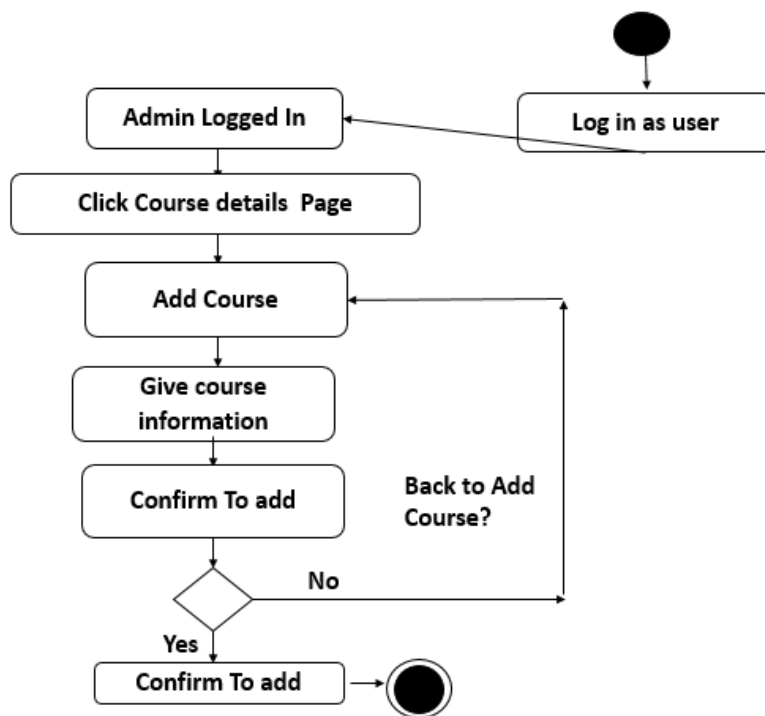 Log in as user
Admin Logged In
Click Course details Page
Add Course
Give course
information
Confirm To add
Back to Add
Course?
No
Yes
Confirm To add